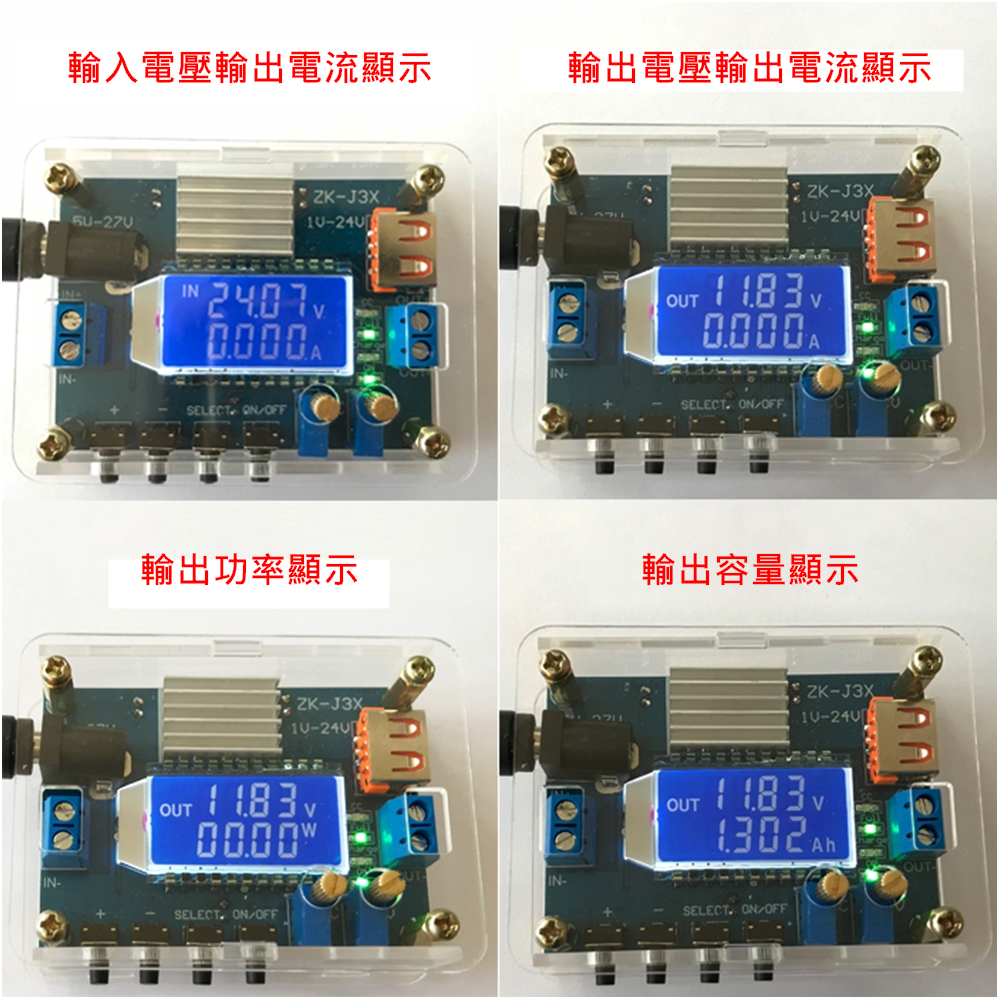 輸入電壓輸出電流顯示
ZK-J3X
5V-27V
1V-24V
IN 24.07 V
0.000 A
IN+
IN-
+ - SELECT ON/OFF
輸出電壓輸出電流顯示
ZK-J3X
1V-24V
OUT 11.83 V
0.000 A
CC
IN-
OUT-
+ - SELECT ON/OFF
輸出功率顯示
ZK-J3X
1V-24V
OUT 11.83 V
00.00 W
IN-
+ - SELECT ON/OFF
輸出容量顯示
ZK-J3X
1V-24V
OUT 11.83 V
1.302 Ah
CC
IN-
+ - SELECT ON/OFF